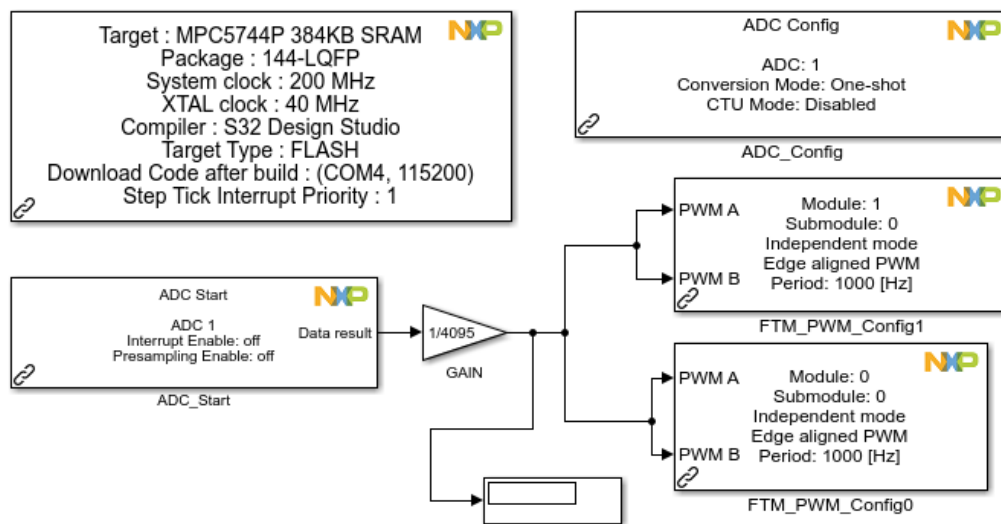 Target : MPC5744P 384KB SRAM
NXP
Package : 144-LQFP
System clock : 200 MHz
XTAL clock : 40 MHz
Compiler : S32 Design Studio
Target Type : FLASH
Download Code after build : (COM4, 115200)
Step Tick Interrupt Priority : 1
ADC Config
NXP
ADC: 1
Conversion Mode: One-shot
CTU Mode: Disabled
ADC_Config
ADC Start
NXP
ADC 1
Interrupt Enable: off
Presampling Enable: off
Data result
ADC_Start
1/4095
GAIN
PWM A
PWM B
Module: 1
NXP
Submodule: 0
Independent mode
Edge aligned PWM
Period: 1000 [Hz]
FTM_PWM_Config1
PWM A
PWM B
Module: 0
NXP
Submodule: 0
Independent mode
Edge aligned PWM
Period: 1000 [Hz]
FTM_PWM_Config0